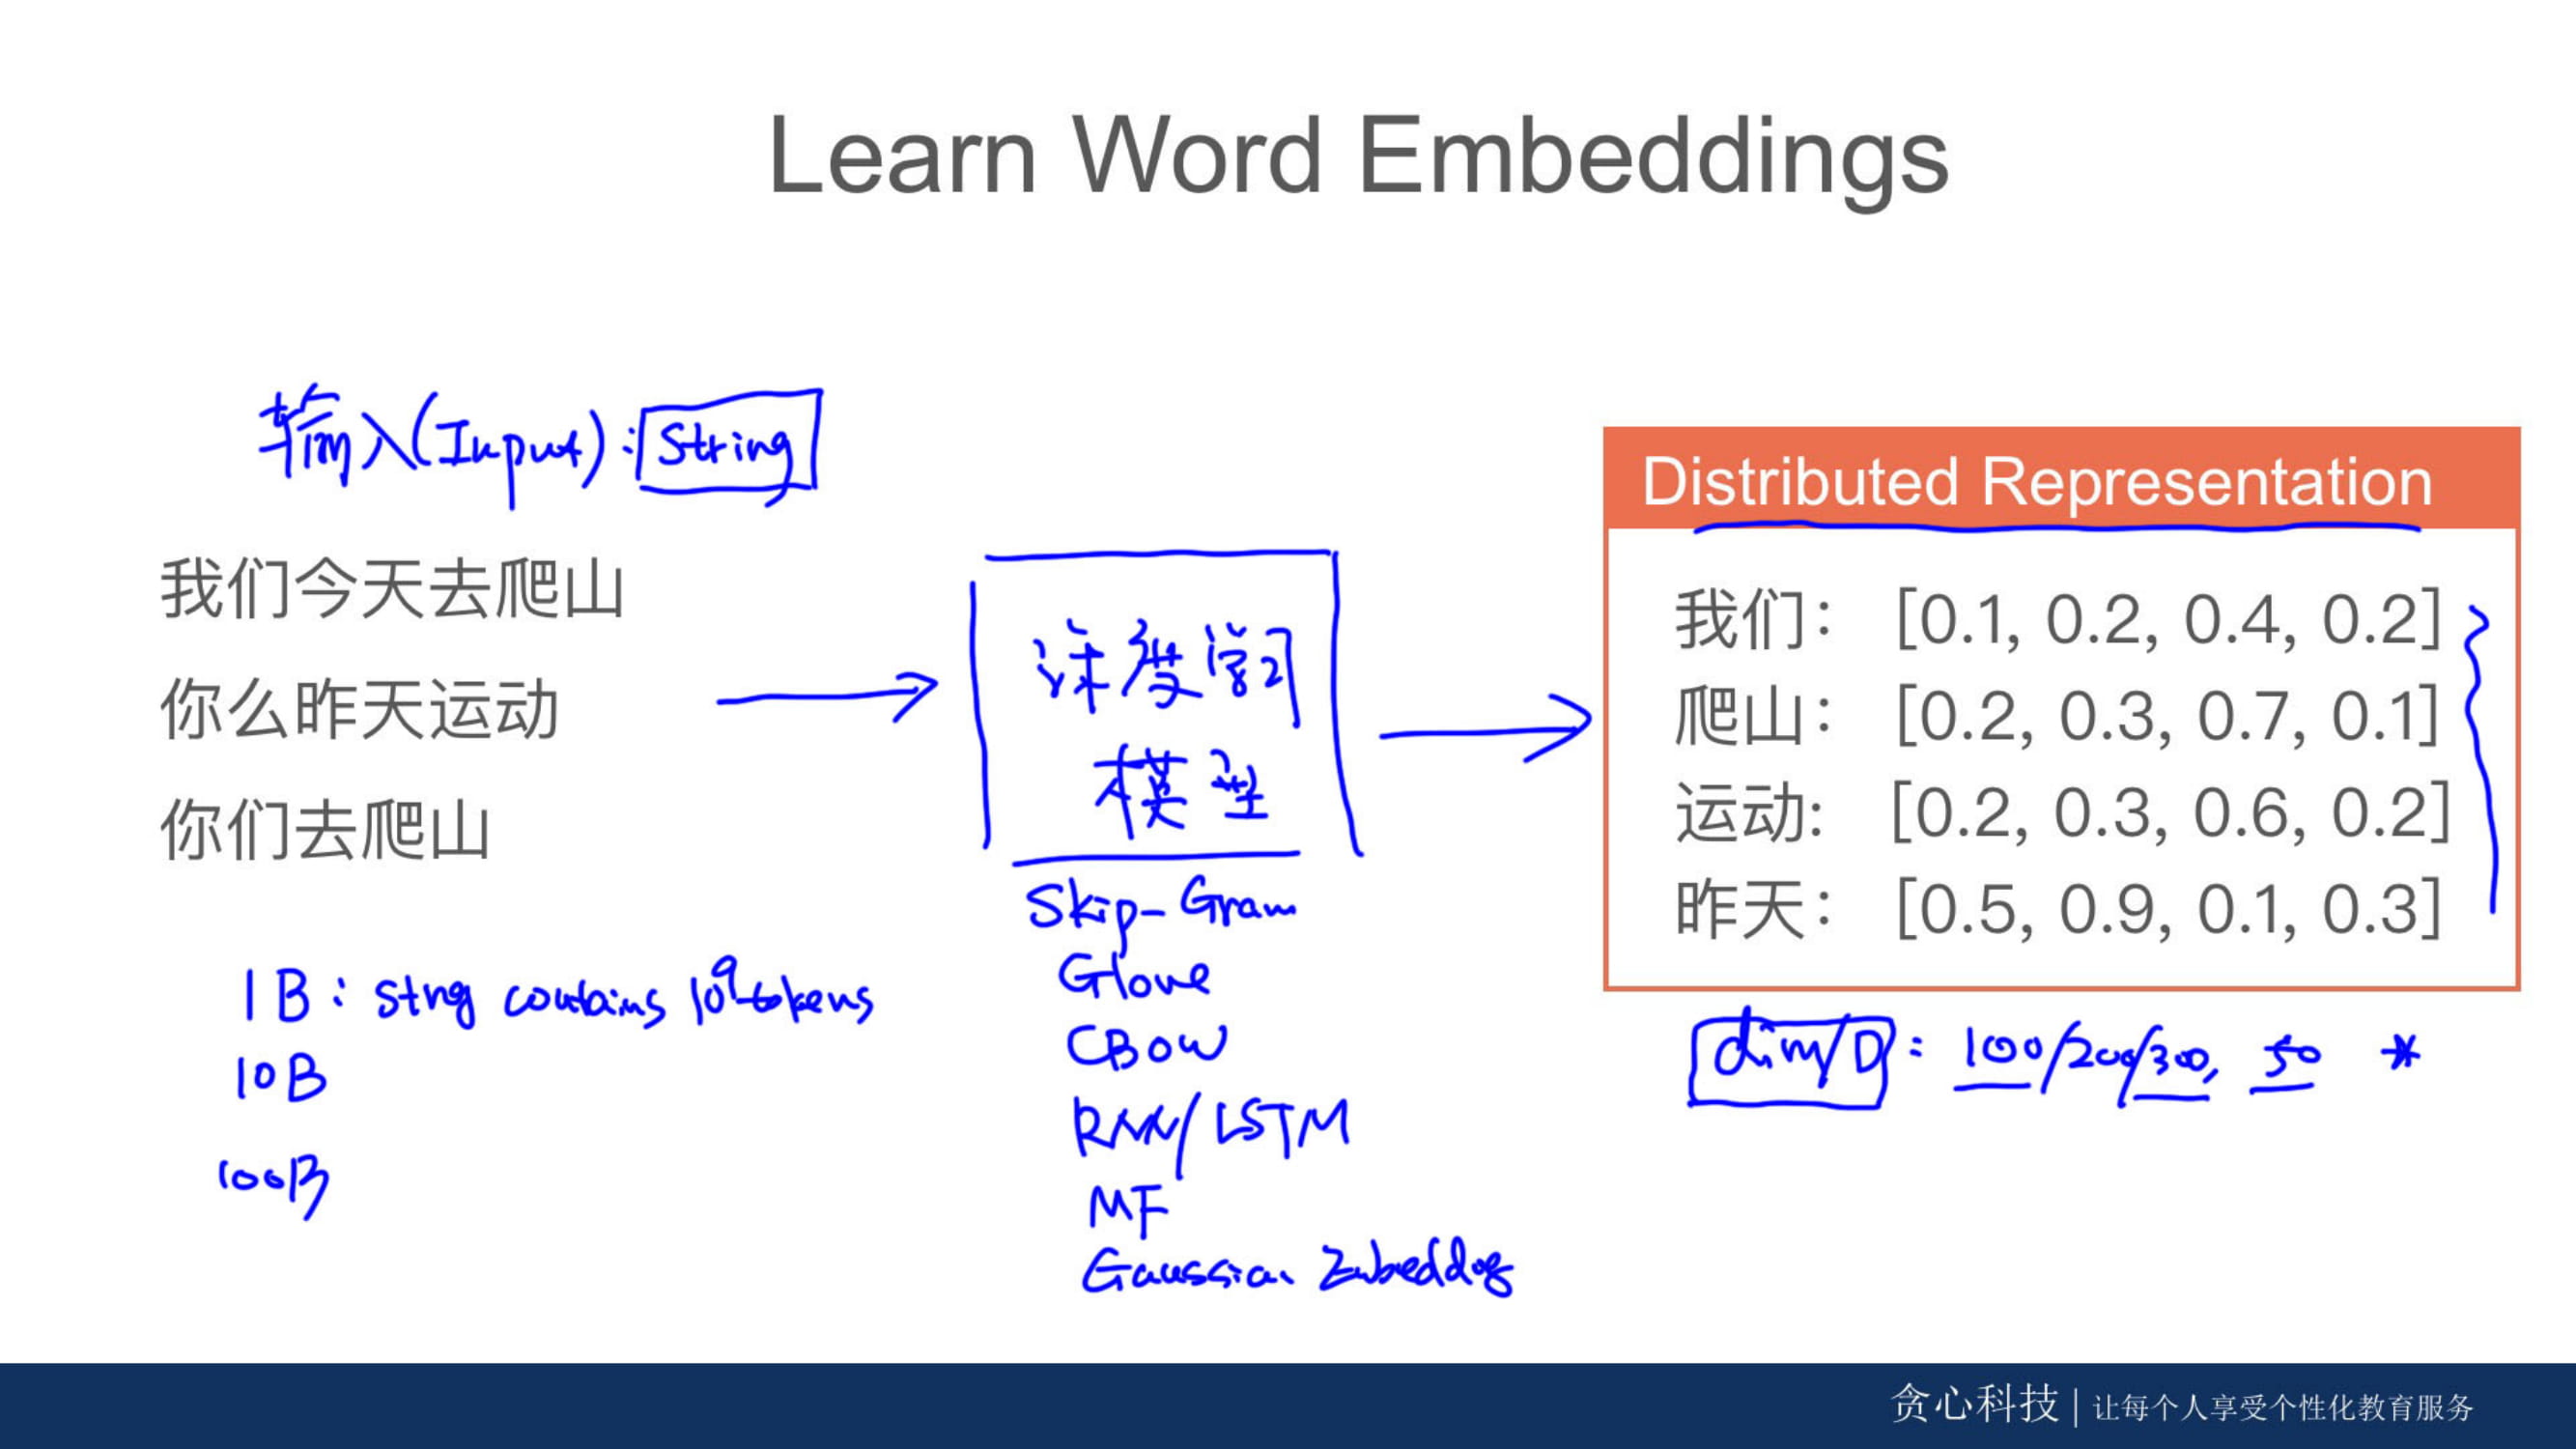 Learn Word Embeddings
输入(Input): String
我们今天去爬山
你么昨天运动
你们去爬山
1B: stng contains 10^9 tokens
10B
100B
深度学习
模型
Skip-Gram
Glove
CBOW
RNN/LSTM
MF
Gaussian Embedding
Distributed Representation
我们: [0.1, 0.2, 0.4, 0.2]
爬山: [0.2, 0.3, 0.7, 0.1]
运动: [0.2, 0.3, 0.6, 0.2]
昨天: [0.5, 0.9, 0.1, 0.3]
dim/D: 100/200/300, 50 *
贪心科技 | 让每个人享受个性化教育服务